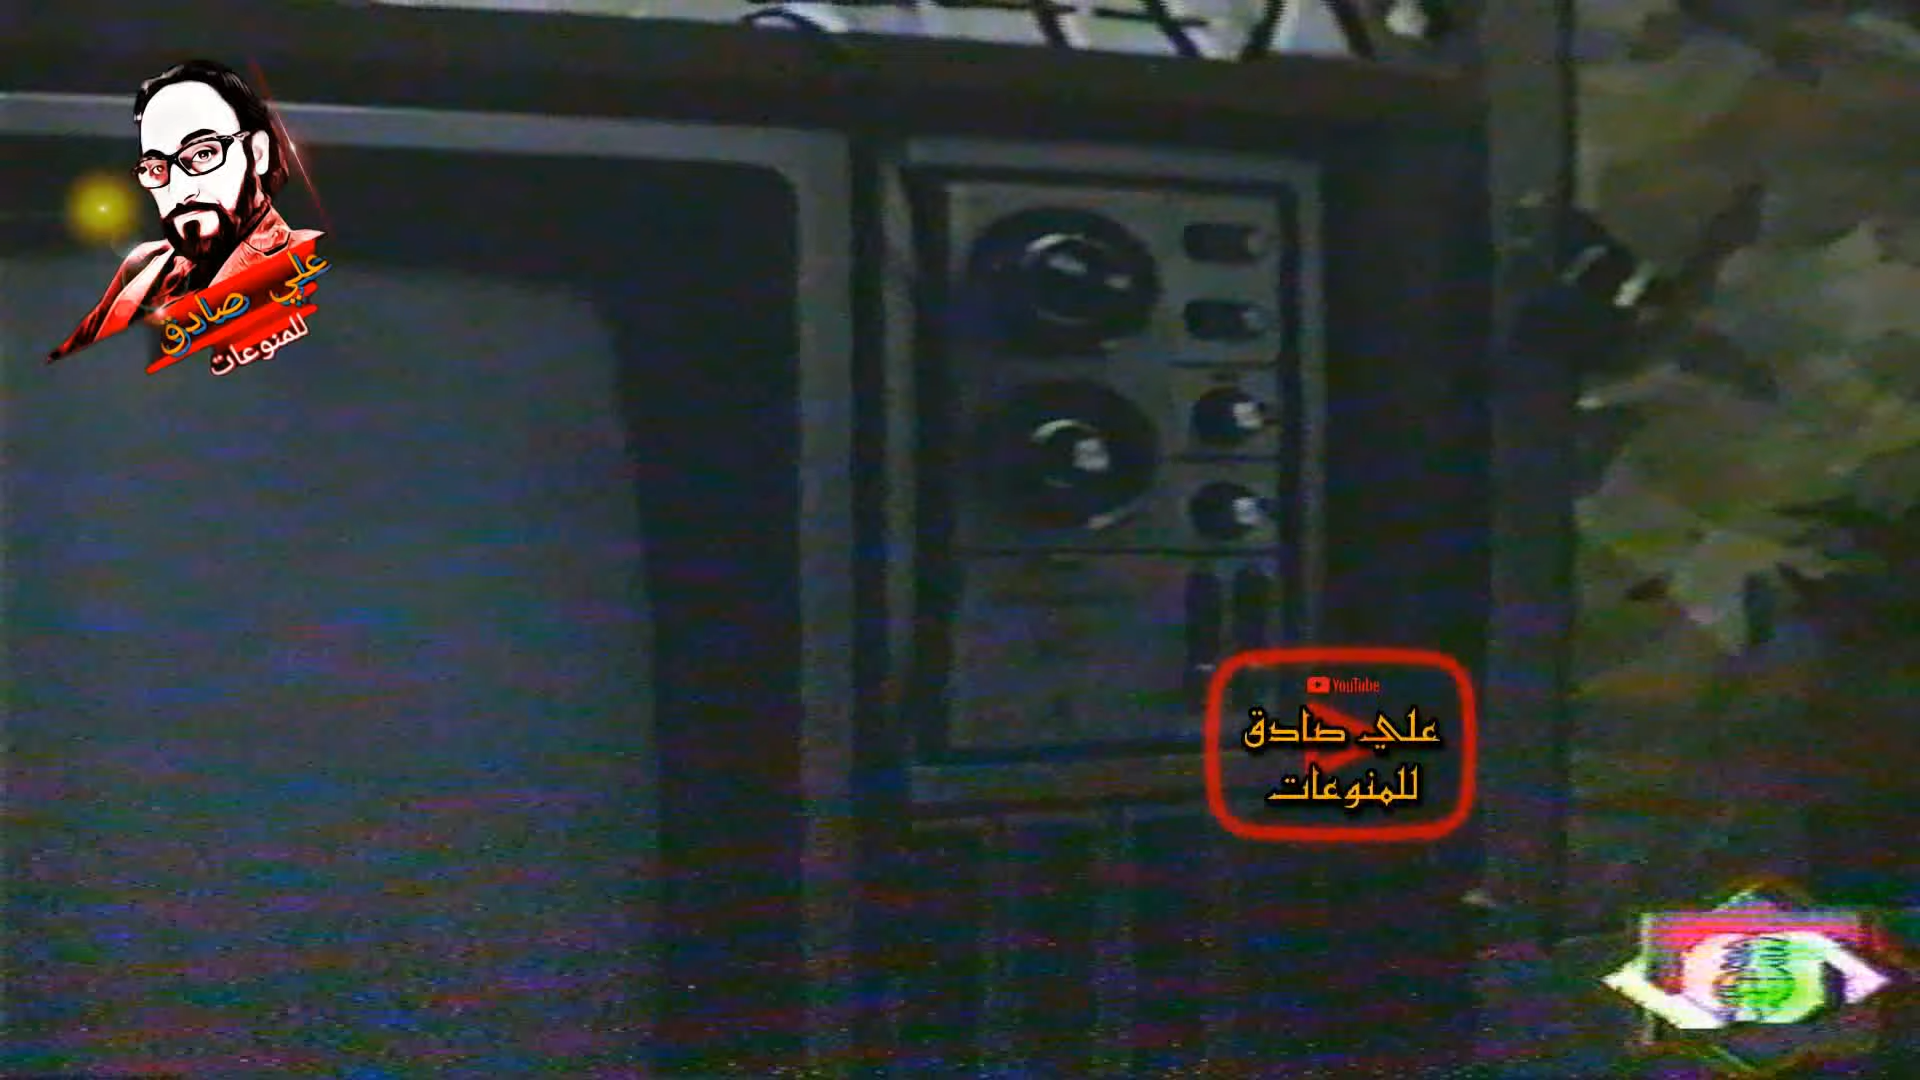 علي صادق
للمنوعات
YouTube
علي صادق
للمنوعات